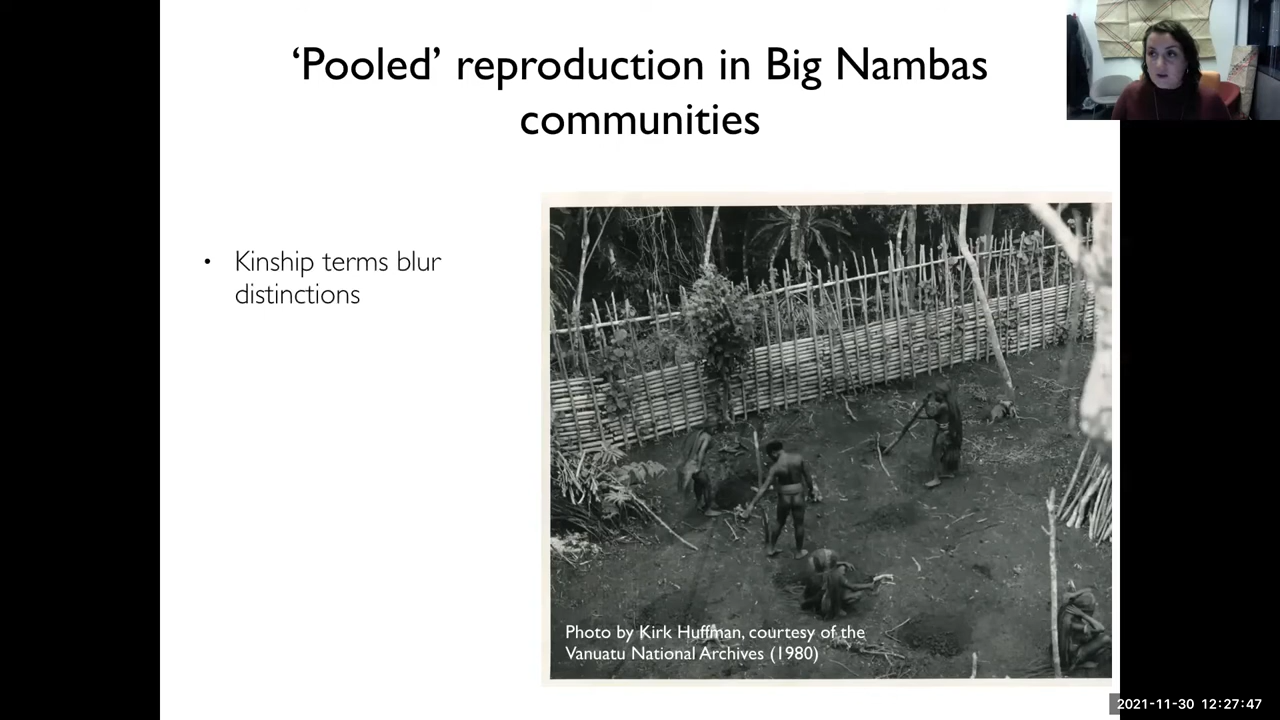 ‘Pooled’ reproduction in Big Nambas
communities
• Kinship terms blur
distinctions
Photo by Kirk Huffman, courtesy of the
Vanuatu National Archives (1980)
2021-11-30 12:27:47